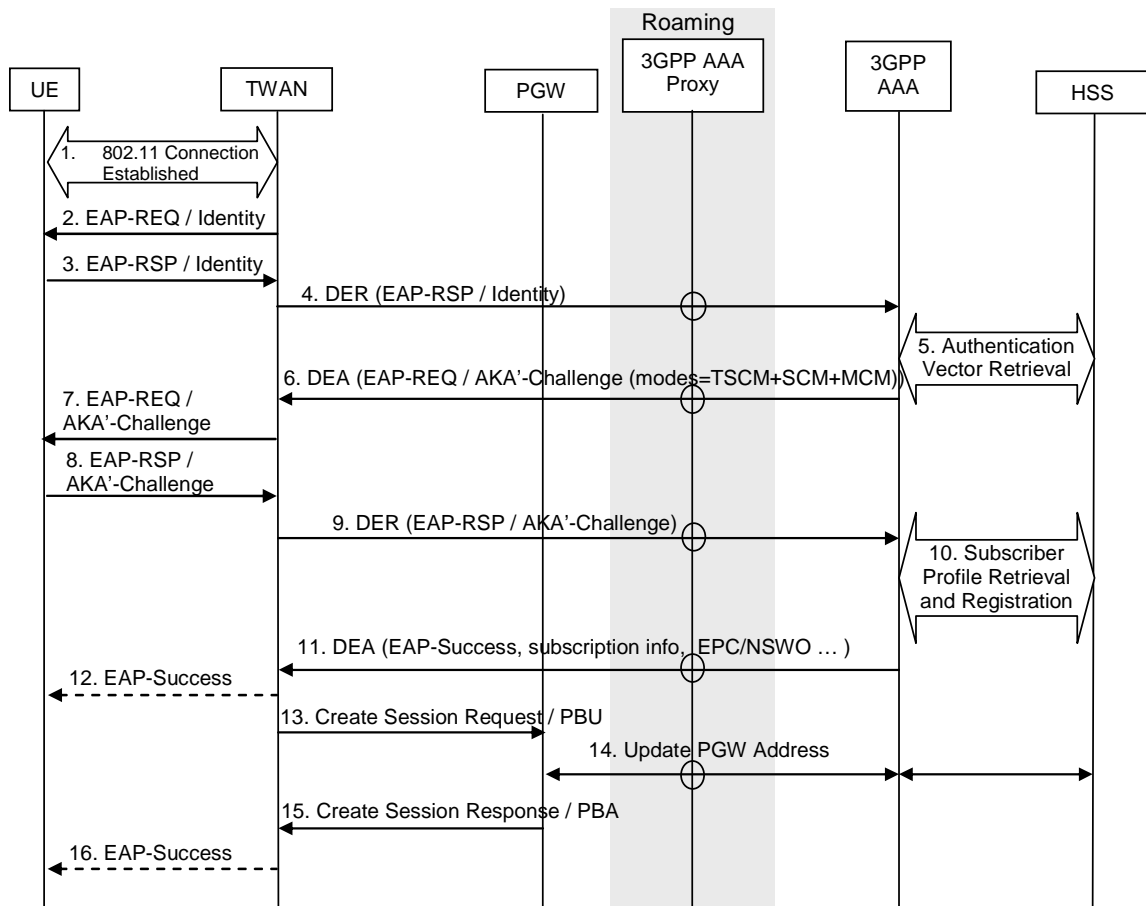 Roaming
UE
TWAN
PGW
3GPP AAA
Proxy
3GPP
AAA
HSS
1. 802.11 Connection
Established
2. EAP-REQ / Identity
3. EAP-RSP / Identity
4. DER (EAP-RSP / Identity)
5. Authentication
Vector Retrieval
6. DEA (EAP-REQ / AKA'-Challenge (modes=TSCM+SCM+MCM))
7. EAP-REQ /
AKA'-Challenge
8. EAP-RSP /
AKA'-Challenge
9. DER (EAP-RSP / AKA'-Challenge)
10. Subscriber
Profile Retrieval
and Registration
11. DEA (EAP-Success, subscription info, EPC/NSWO … )
12. EAP-Success
13. Create Session Request / PBU
14. Update PGW Address
15. Create Session Response / PBA
16. EAP-Success